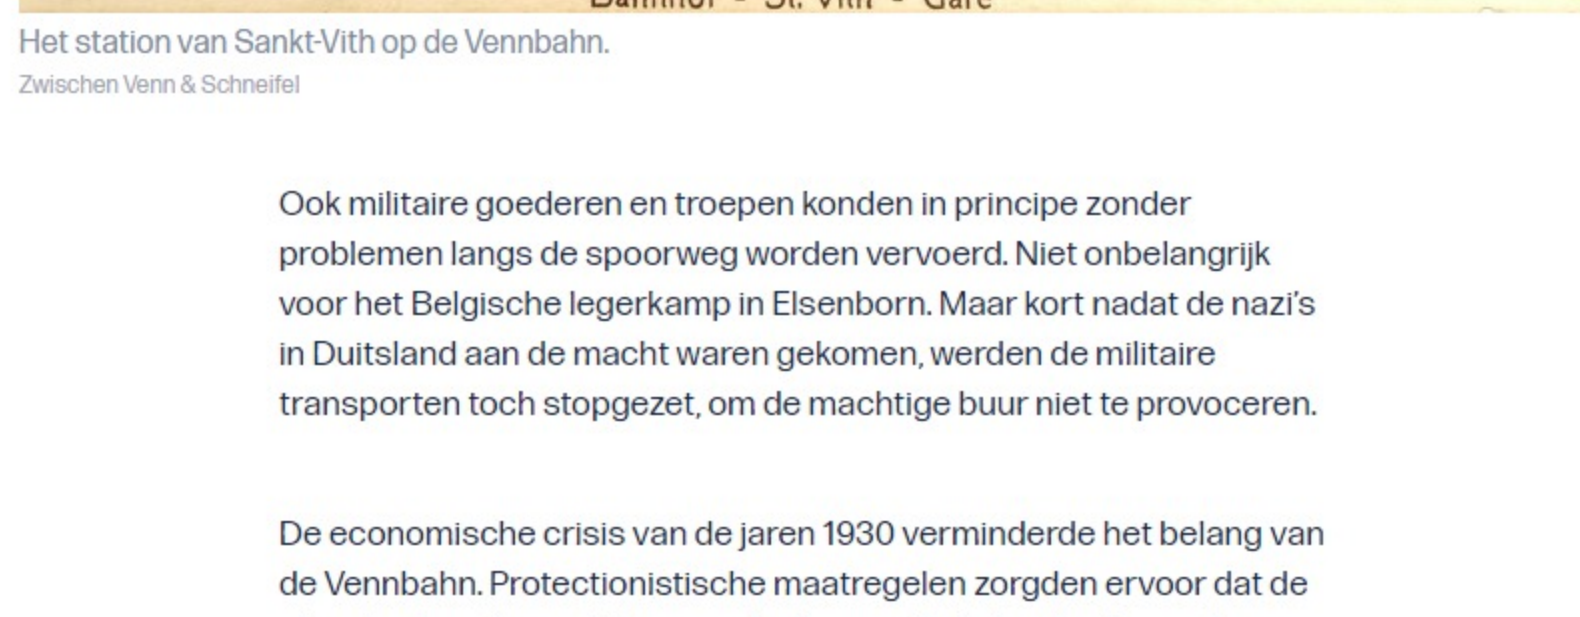 Bahnhof - St. Vith - Gare
Het station van Sankt-Vith op de Vennbahn.
Zwischen Venn & Schneifel
Ook militaire goederen en troepen konden in principe zonder
problemen langs de spoorweg worden vervoerd. Niet onbelangrijk
voor het Belgische legerkamp in Elsenborn. Maar kort nadat de nazi’s
in Duitsland aan de macht waren gekomen, werden de militaire
transporten toch stopgezet, om de machtige buur niet te provoceren.
De economische crisis van de jaren 1930 verminderde het belang van
de Vennbahn. Protectionistische maatregelen zorgden ervoor dat de